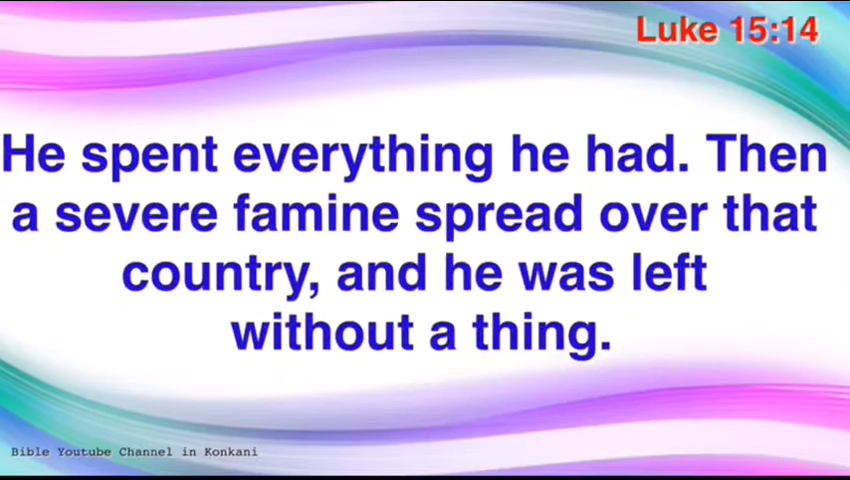 Luke 15:14
He spent everything he had. Then
a severe famine spread over that
country, and he was left
without a thing.
Bible Youtube Channel in Konkani